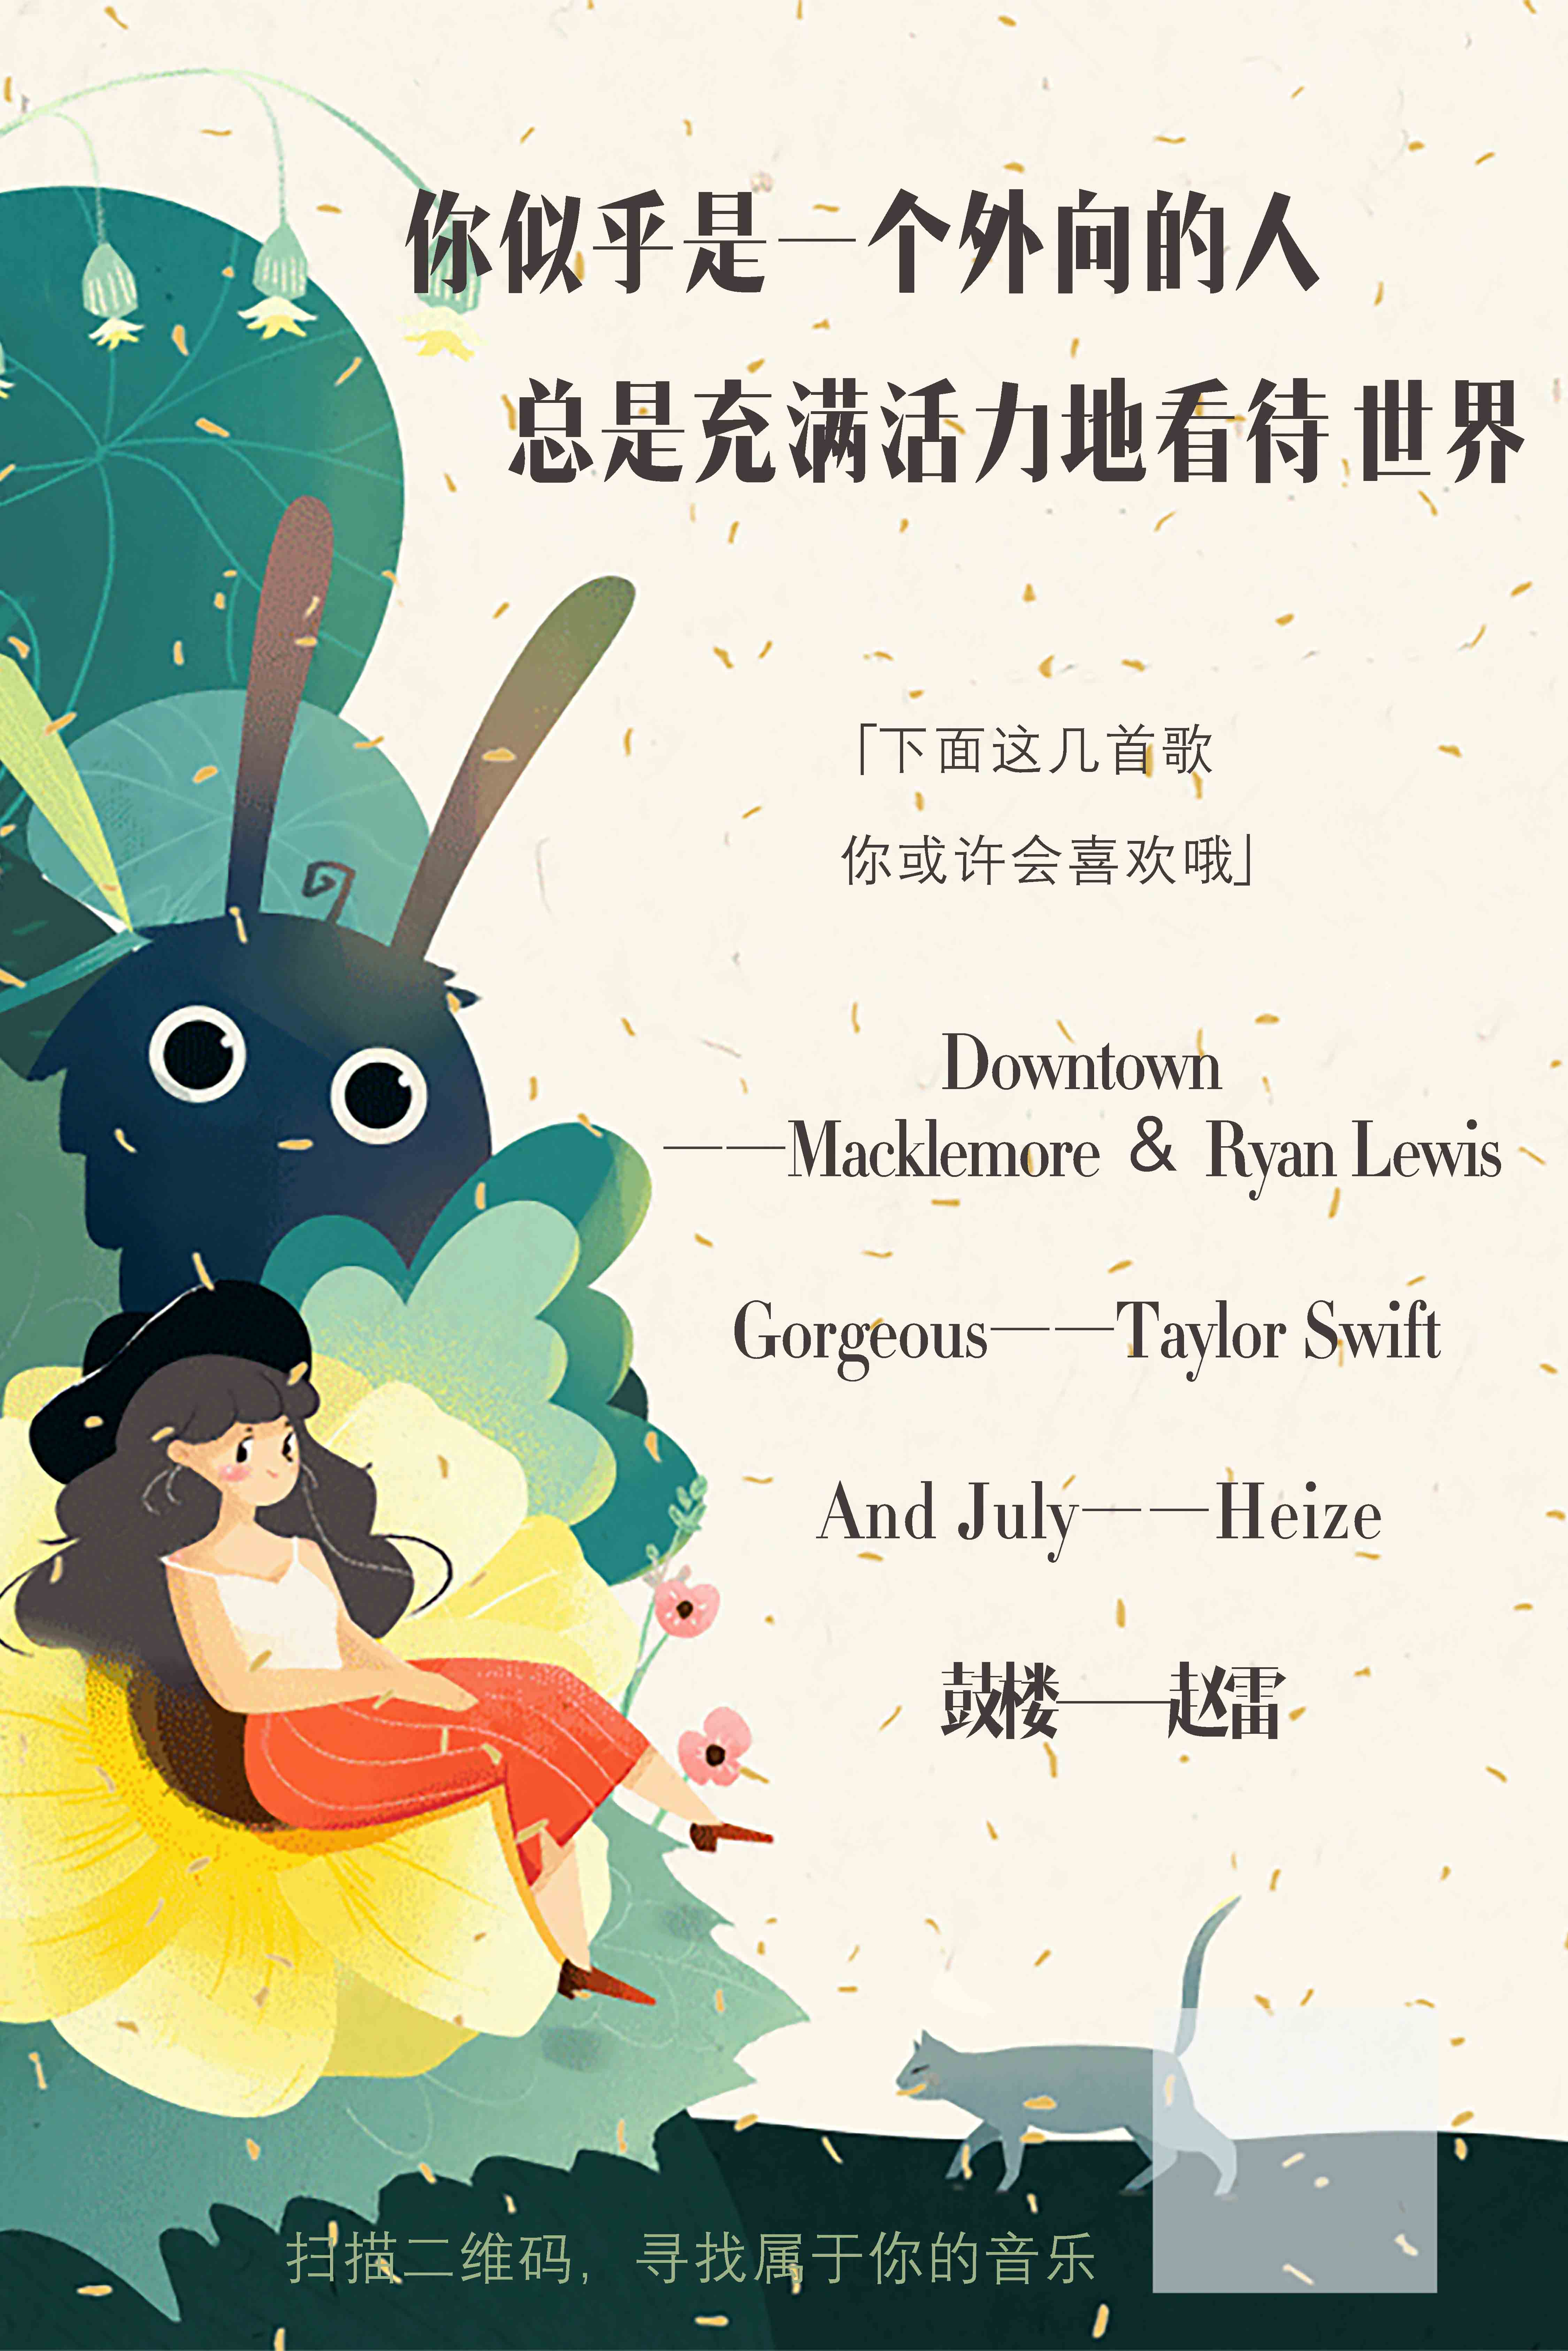 你似乎是一个外向的人
总是充满活力地看待世界
「下面这几首歌
你或许会喜欢哦」
Downtown
——Macklemore & Ryan Lewis
Gorgeous——Taylor Swift
And July——Heize
鼓楼——赵雷
扫描二维码，寻找属于你的音乐